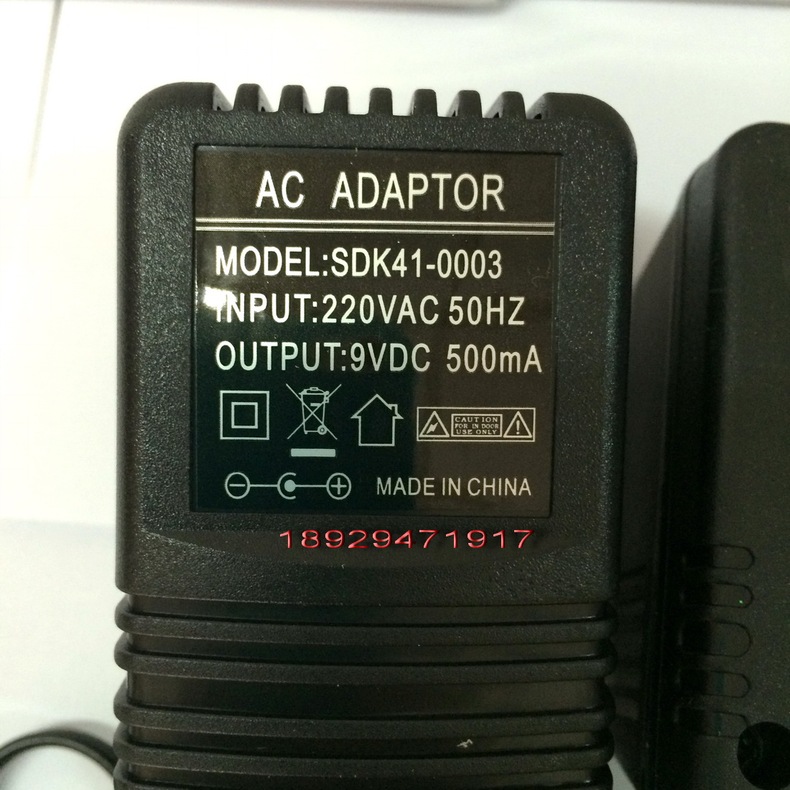 AC ADAPTOR
MODEL:SDK41-0003
INPUT:220VAC 50HZ
OUTPUT:9VDC 500mA
CAUTION
FOR IN DOOR
USE ONLY
MADE IN CHINA
18929471917